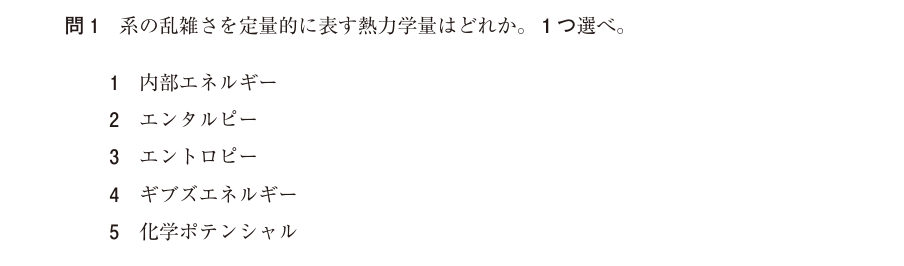 問1 系の乱雑さを定量的に表す熱力学量はどれか。1つ選べ。
1 内部エネルギー
2 エンタルピー
3 エントロピー
4 ギブズエネルギー
5 化学ポテンシャル